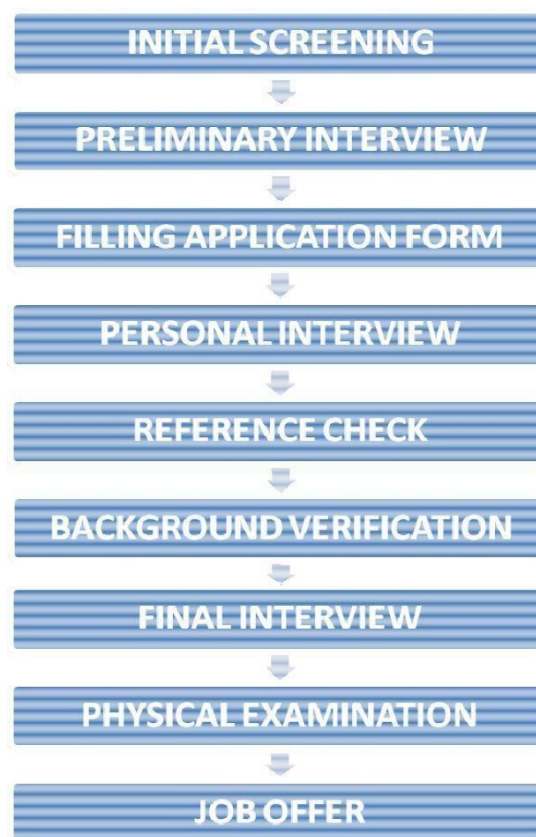 INITIAL SCREENING
PRELIMINARY INTERVIEW
FILLING APPLICATION FORM
PERSONAL INTERVIEW
REFERENCE CHECK
BACKGROUND VERIFICATION
FINAL INTERVIEW
PHYSICAL EXAMINATION
JOB OFFER